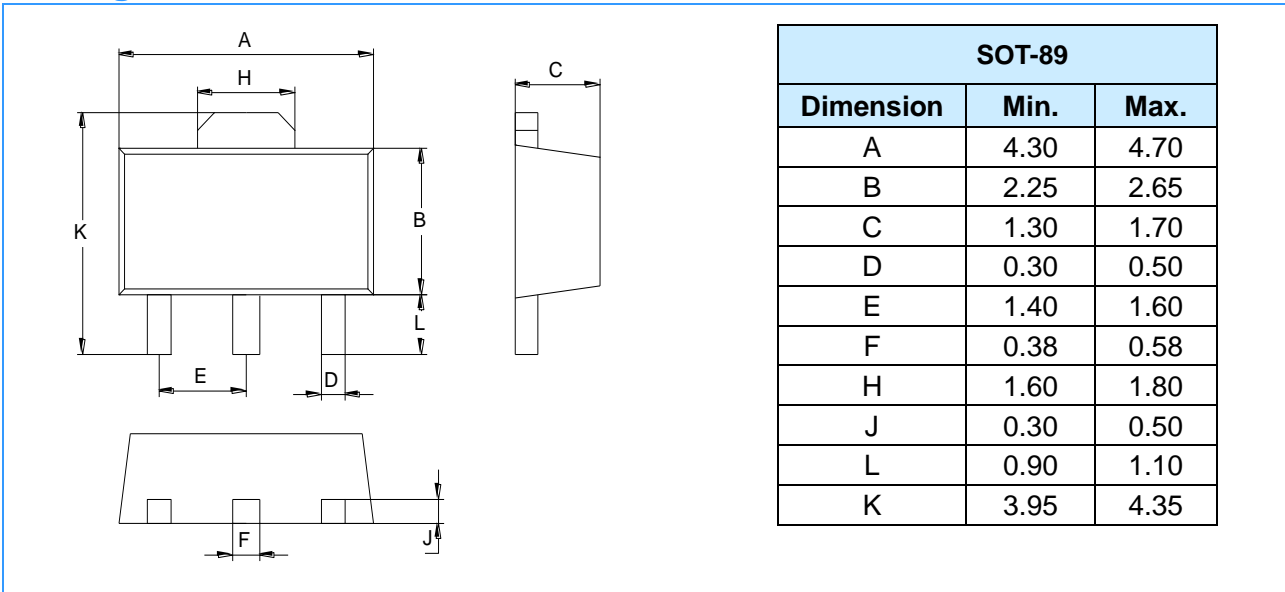 A
H
K
B
L
E
D
F
J
C
SOT-89
Dimension Min. Max.
A 4.30 4.70
B 2.25 2.65
C 1.30 1.70
D 0.30 0.50
E 1.40 1.60
F 0.38 0.58
H 1.60 1.80
J 0.30 0.50
L 0.90 1.10
K 3.95 4.35